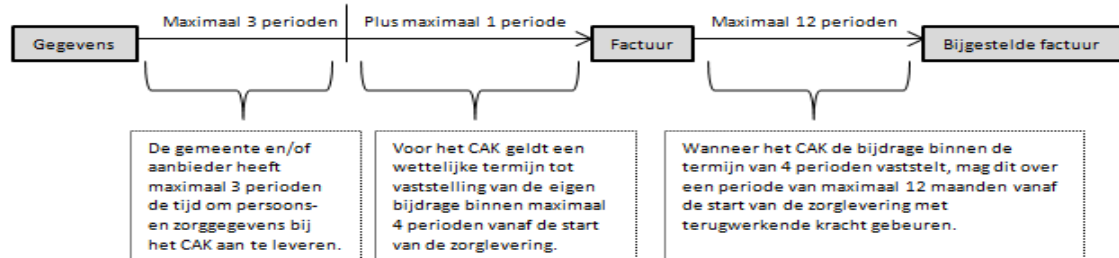 Maximaal 3 perioden
Plus maximaal 1 periode
Maximaal 12 perioden
Gegevens
Factuur
Bijgestelde factuur
De gemeente en/of
aanbieder heeft
maximaal 3 perioden
de tijd om persoons-
en zorggegevens bij
het CAK aan te leveren.
Voor het CAK geldt een
wettelijke termijn tot
vaststelling van de eigen
bijdrage binnen maximaal
4 perioden vanaf de start
van de zorglevering.
Wanneer het CAK de bijdrage binnen de
termijn van 4 perioden vaststelt, mag dit over
een periode van maximaal 12 maanden vanaf
de start van de zorglevering met
terugwerkende kracht gebeuren.